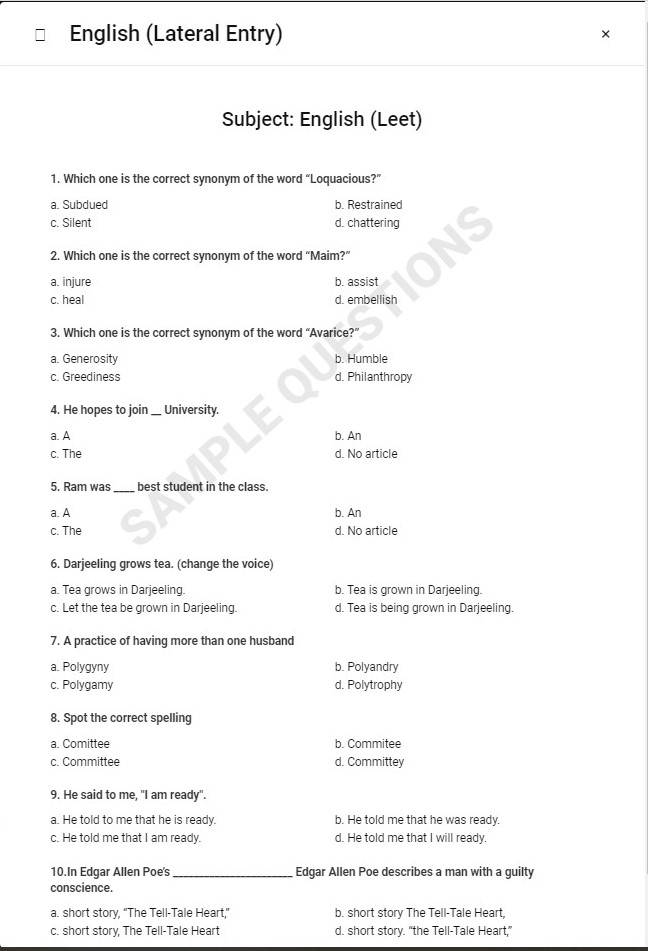 English (Lateral Entry) ×
Subject: English (Leet)
1. Which one is the correct synonym of the word “Loquacious?”
a. Subdued b. Restrained
c. Silent d. chattering
2. Which one is the correct synonym of the word “Maim?”
a. injure b. assist
c. heal d. embellish
3. Which one is the correct synonym of the word “Avarice?”
a. Generosity b. Humble
c. Greediness d. Philanthropy
4. He hopes to join __ University.
a. A b. An
c. The d. No article
5. Ram was ____ best student in the class.
a. A b. An
c. The d. No article
6. Darjeeling grows tea. (change the voice)
a. Tea grows in Darjeeling. b. Tea is grown in Darjeeling.
c. Let the tea be grown in Darjeeling. d. Tea is being grown in Darjeeling.
7. A practice of having more than one husband
a. Polygyny b. Polyandry
c. Polygamy d. Polytrophy
8. Spot the correct spelling
a. Comittee b. Commitee
c. Committee d. Committey
9. He said to me, "I am ready".
a. He told to me that he is ready. b. He told me that he was ready.
c. He told me that I am ready. d. He told me that I will ready.
10.In Edgar Allen Poe's ______________________ Edgar Allen Poe describes a man with a guilty
conscience.
a. short story, “The Tell-Tale Heart,” b. short story The Tell-Tale Heart,
c. short story, The Tell-Tale Heart d. short story. “the Tell-Tale Heart,”
SAMPLE QUESTIONS